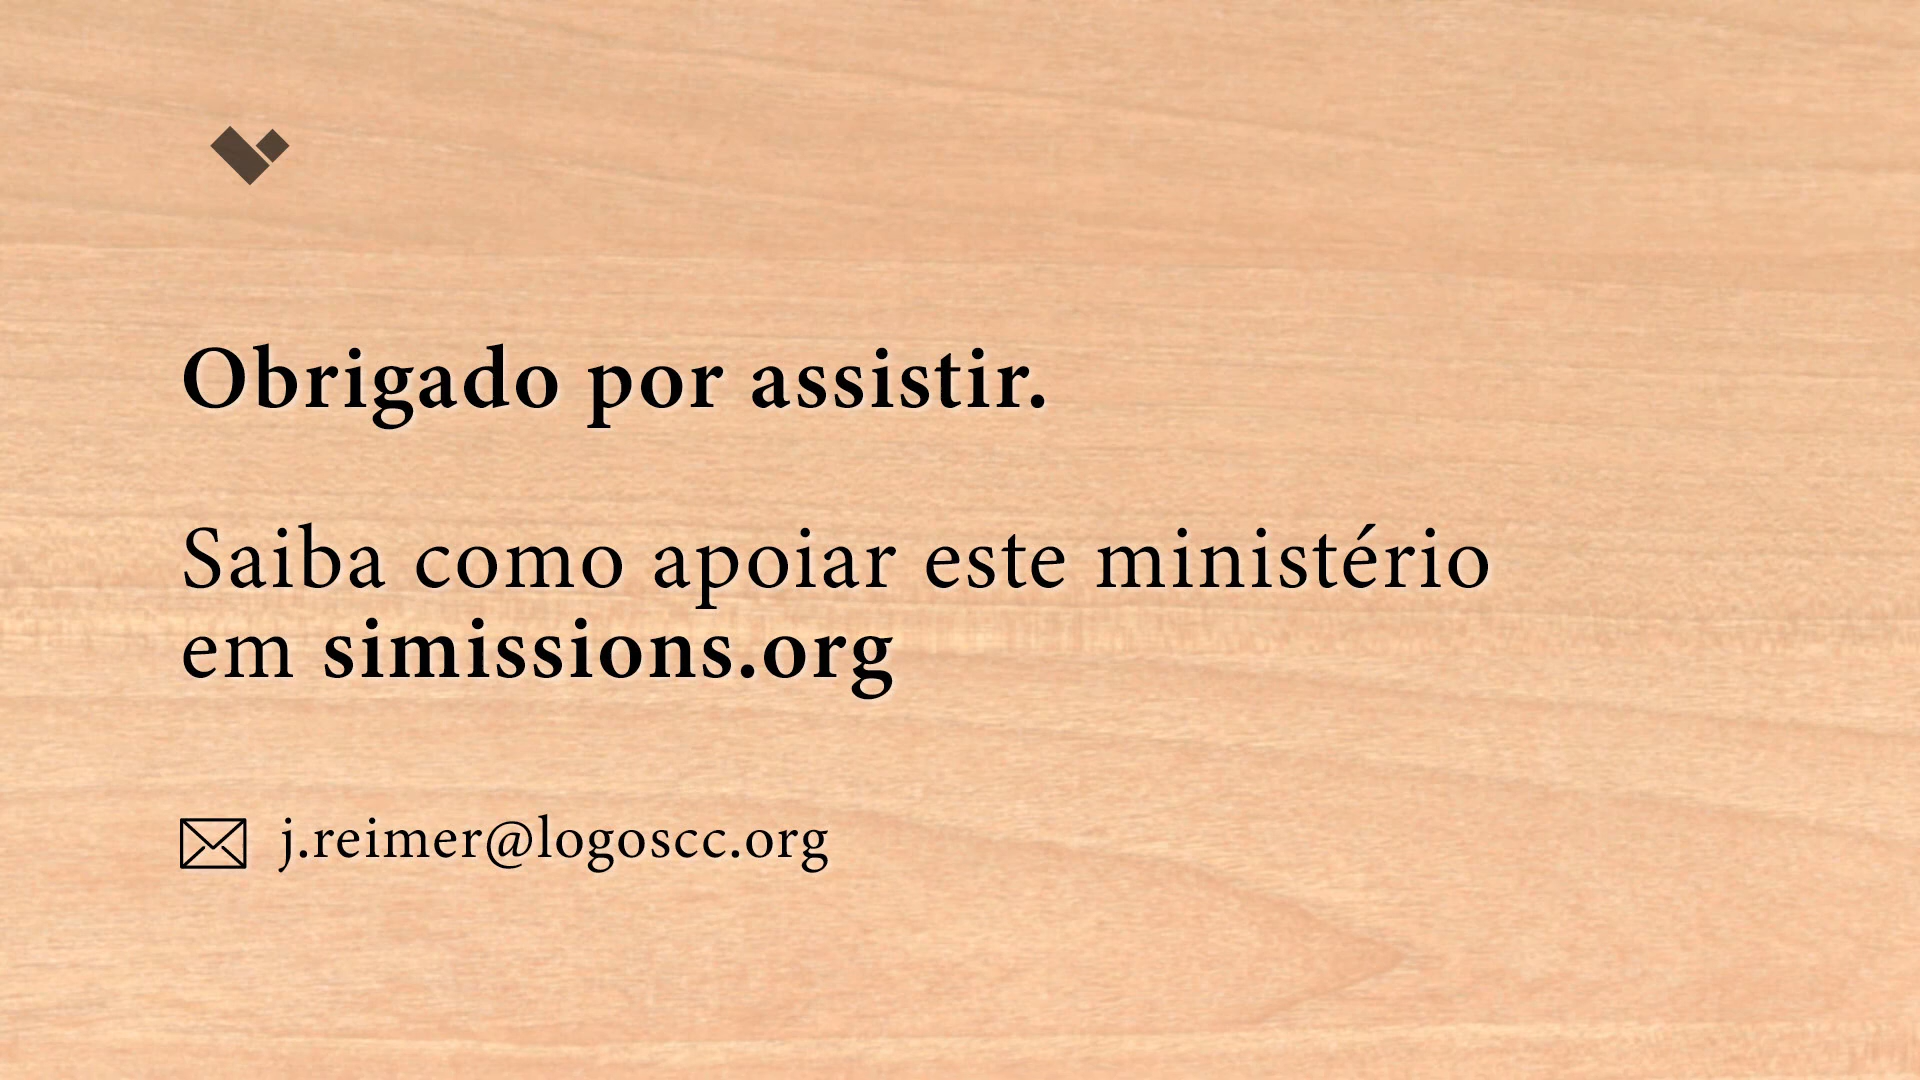 Obrigado por assistir.
Saiba como apoiar este ministério
em simissions.org
j.reimer@logoscc.org